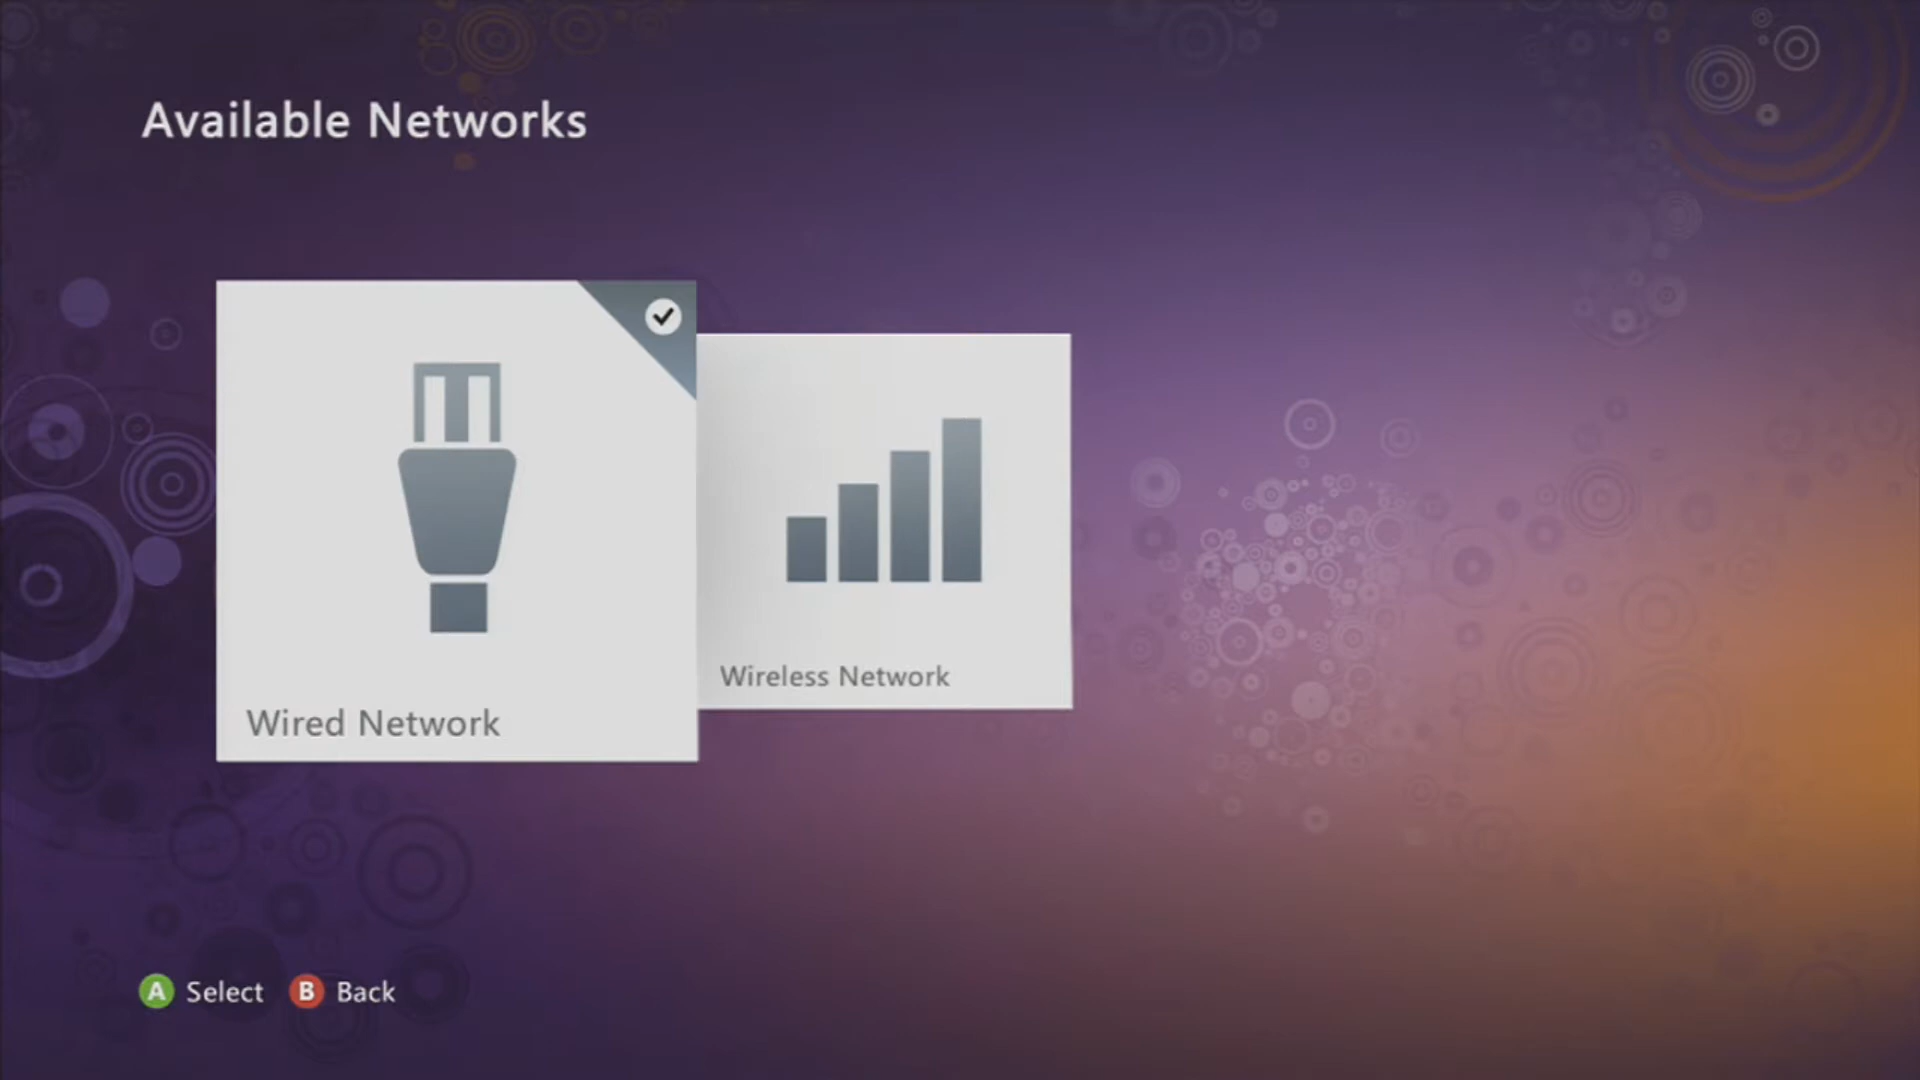 Available Networks
Wired Network
Wireless Network
A Select B Back